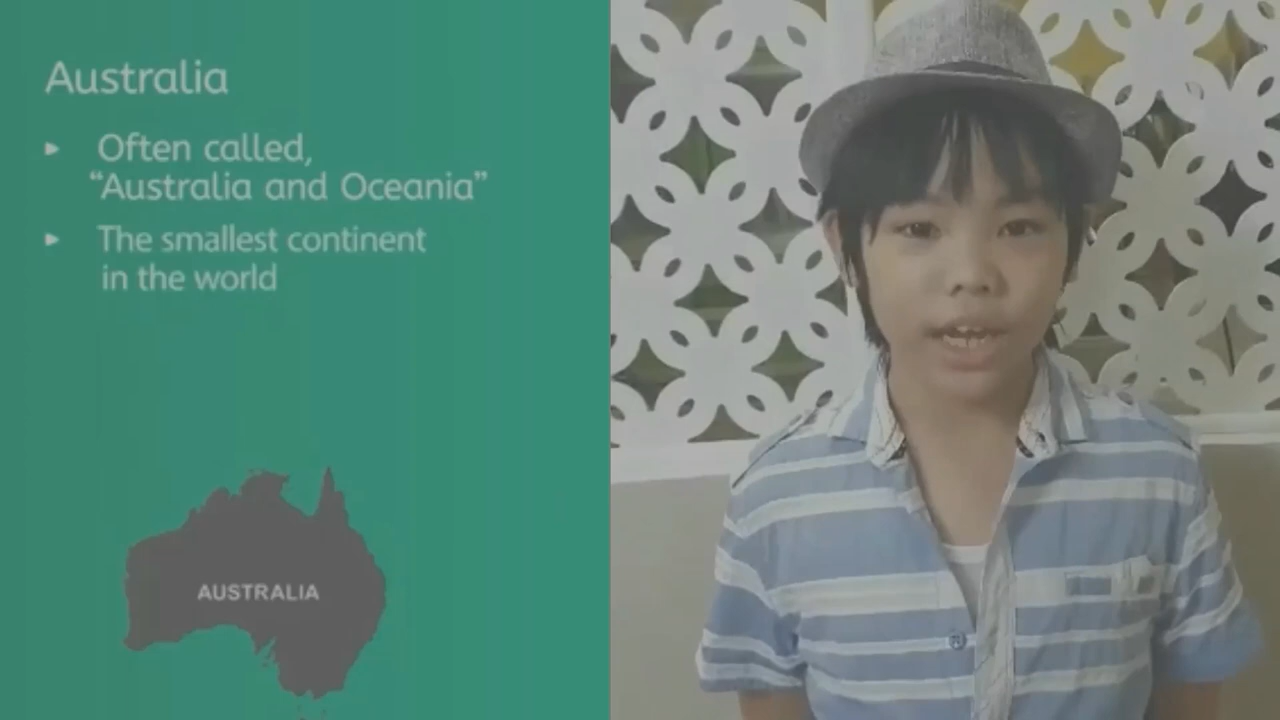 Australia
Often called,
“Australia and Oceania”
The smallest continent
in the world
AUSTRALIA